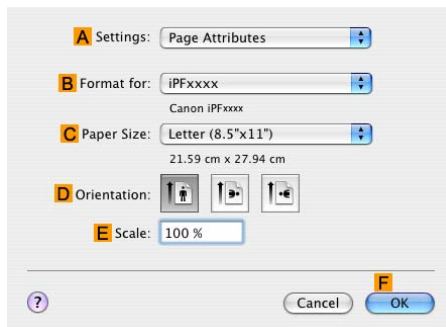 A Settings: Page Attributes
B Format for: iPFxxxx
Canon iPFxxxx
C Paper Size: Letter (8.5"x11")
21.59 cm x 27.94 cm
D Orientation:
E Scale: 100 %
F
? Cancel OK